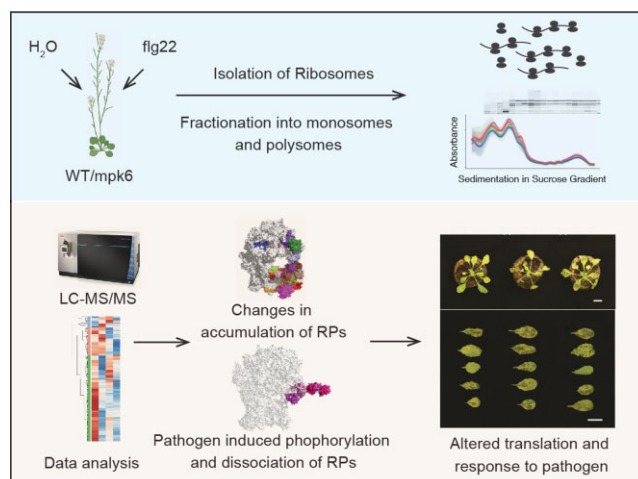 H₂O
flg22
WT/mpk6
Isolation of Ribosomes
Fractionation into monosomes
and polysomes
Absorbance
Sedimentation in Sucrose Gradient
LC-MS/MS
Data analysis
Changes in
accumulation of RPs
Pathogen induced phophorylation
and dissociation of RPs
Altered translation and
response to pathogen